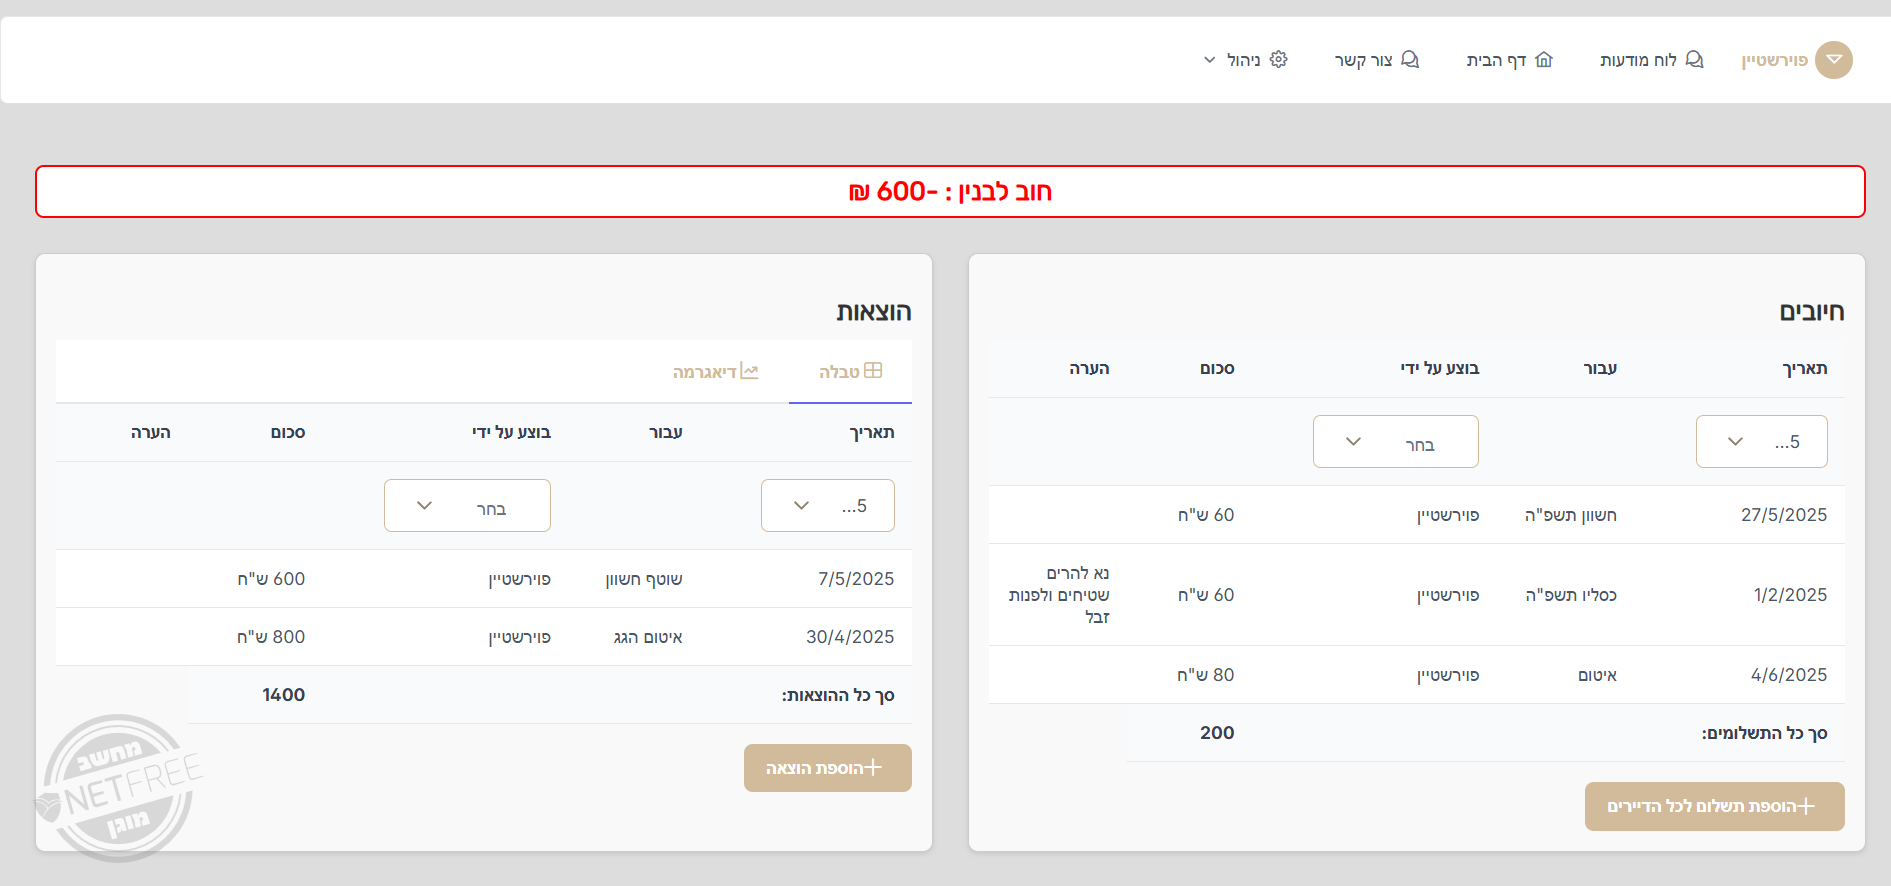 פוירשטיין
לוח מודעות
דף הבית
צור קשר
ניהול
חוב לבנין : -600 ₪
חיובים
תאריך עבור בוצע על ידי סכום הערה
5... בחר
27/5/2025 חשוון תשפ"ה פוירשטיין 60 ש"ח
1/2/2025 כסליו תשפ"ה פוירשטיין 60 ש"ח נא להרים
שטיחים ולפנות
זבל
4/6/2025 איטום פוירשטיין 80 ש"ח
סך כל התשלומים: 200
הוספת תשלום לכל הדיירים
הוצאות
טבלה דיאגרמה
תאריך עבור בוצע על ידי סכום הערה
5... בחר
7/5/2025 שוטף חשוון פוירשטיין 600 ש"ח
30/4/2025 איטום הגג פוירשטיין 800 ש"ח
סך כל ההוצאות: 1400
הוספת הוצאה
מחשב
NETFREE
מוגן